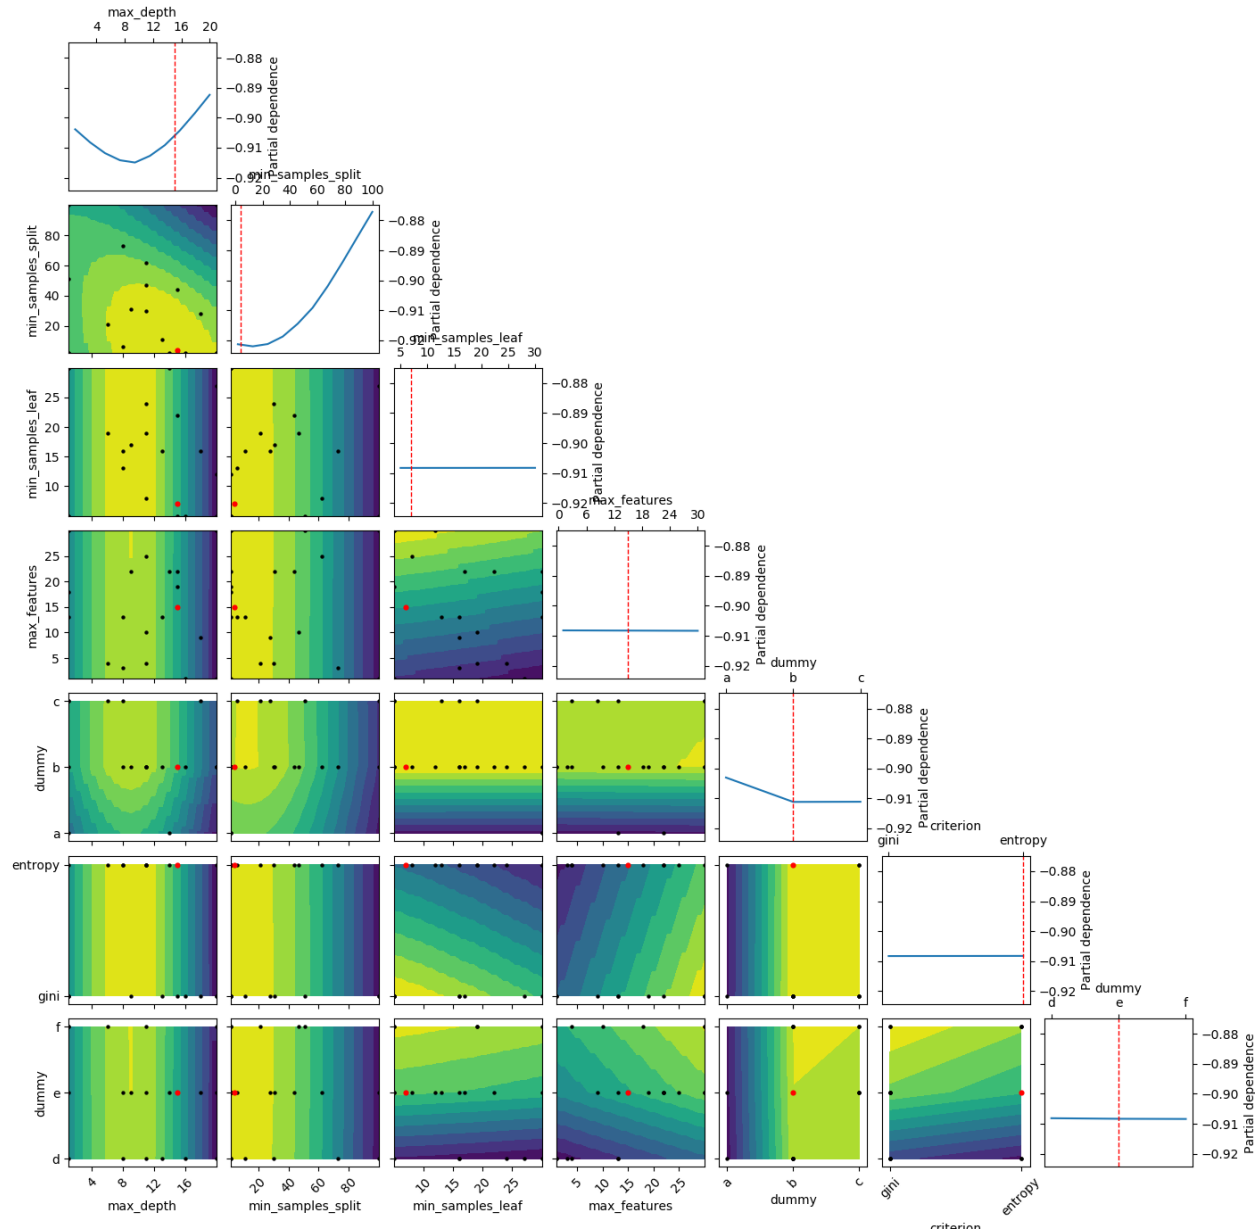 max_depth
4 8 12 16 20
−0.88
−0.89
−0.90
−0.91
−0.92
Partial dependence
min_samples_split
0 20 40 60 80 100
80
60
40
20
min_samples_split
−0.88
−0.89
−0.90
−0.91
−0.92
Partial dependence
min_samples_leaf
5 10 15 20 25 30
25
20
15
10
min_samples_leaf
−0.88
−0.89
−0.90
−0.91
−0.92
Partial dependence
max_features
0 6 12 18 24 30
25
20
15
10
5
max_features
−0.88
−0.89
−0.90
−0.91
−0.92
Partial dependence
dummy
a b c
c
b
a
dummy
−0.88
−0.89
−0.90
−0.91
−0.92
Partial dependence
criterion
gini entropy
entropy
gini
−0.88
−0.89
−0.90
−0.91
−0.92
Partial dependence
dummy
d e f
f
e
d
dummy
−0.88
−0.89
−0.90
−0.91
−0.92
Partial dependence
4 8 12 16
20 40 60 80
10 15 20 25
5 10 15 20 25
a b c
gini entropy
max_depth
min_samples_split
min_samples_leaf
max_features
dummy
criterion